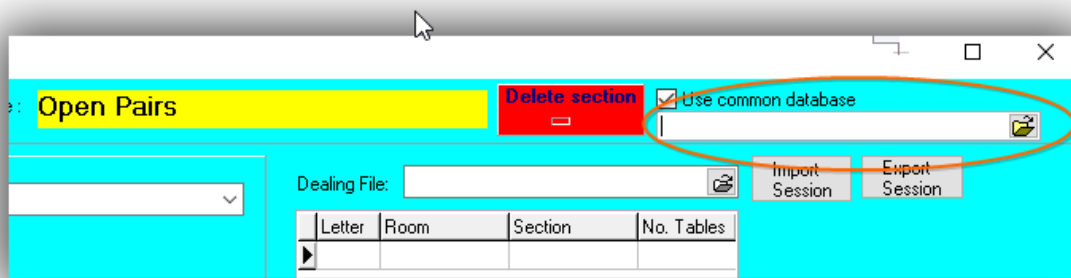 e: Open Pairs
Delete section
Use common database
Dealing File:
Import Session
Export Session
Letter Room Section No. Tables